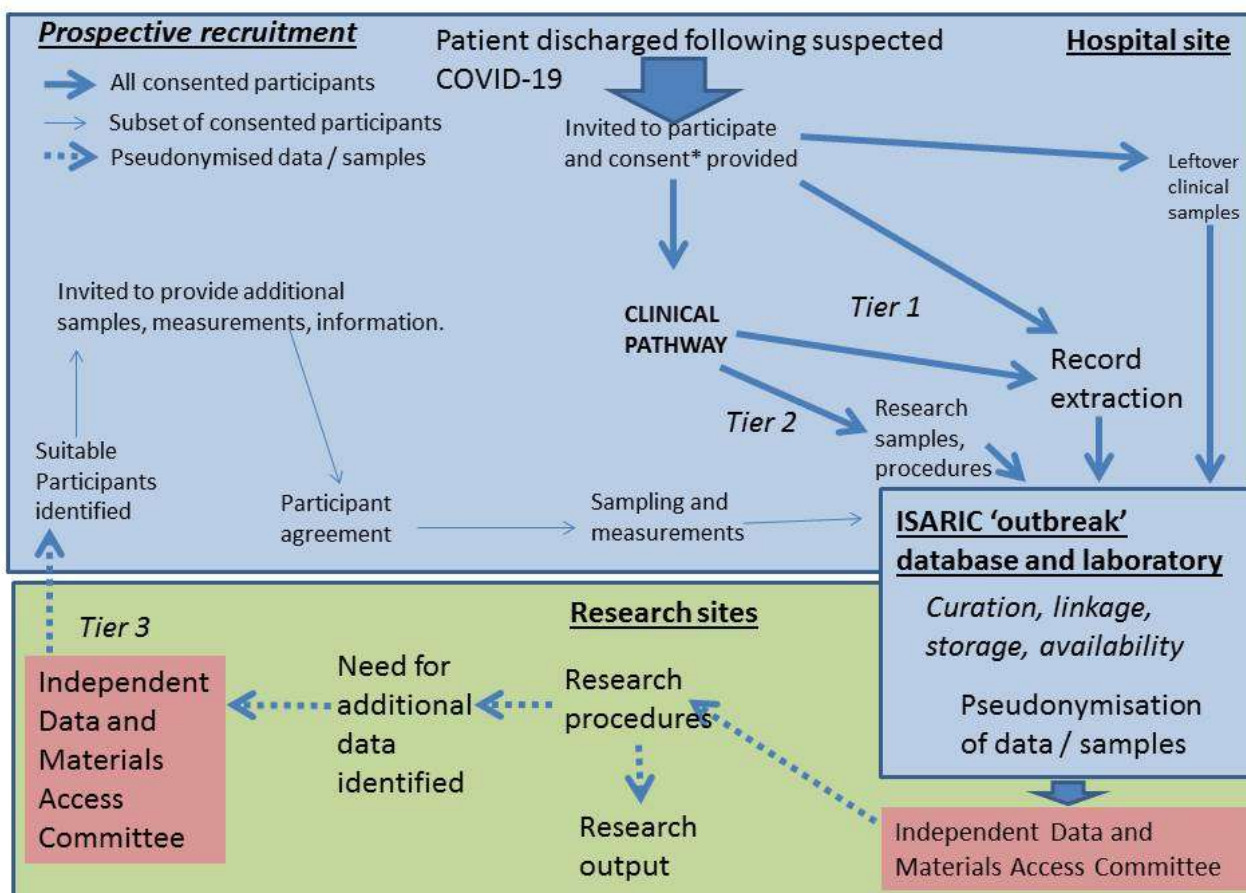 Prospective recruitment
All consented participants
Subset of consented participants
Pseudonymised data / samples
Patient discharged following suspected
COVID-19
Hospital site
Invited to participate
and consent* provided
Leftover
clinical
samples
Invited to provide additional
samples, measurements, information.
CLINICAL
PATHWAY
Tier 1
Record
extraction
Tier 2
Research
samples,
procedures
Suitable
Participants
identified
Participant
agreement
Sampling and
measurements
ISARIC ‘outbreak’
database and laboratory
Curation, linkage,
storage, availability
Pseudonymisation
of data / samples
Research sites
Tier 3
Independent
Data and
Materials
Access
Committee
Need for
additional
data
identified
Research
procedures
Research
output
Independent Data and
Materials Access Committee